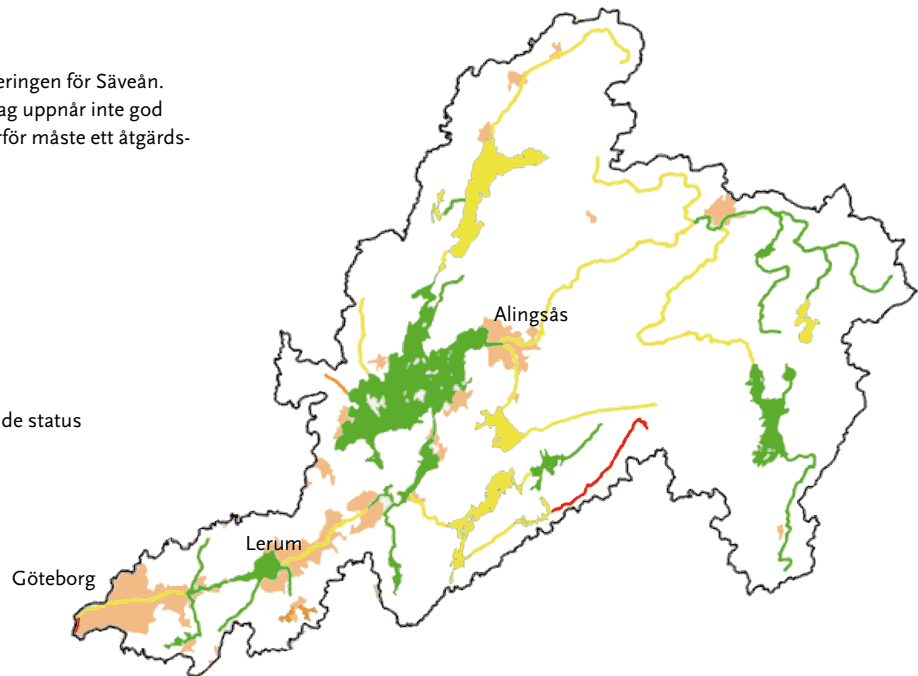 eringen för Säveån.
ag uppnår inte god
rför måste ett åtgärds-
Alingsås
de status
Lerum
Göteborg